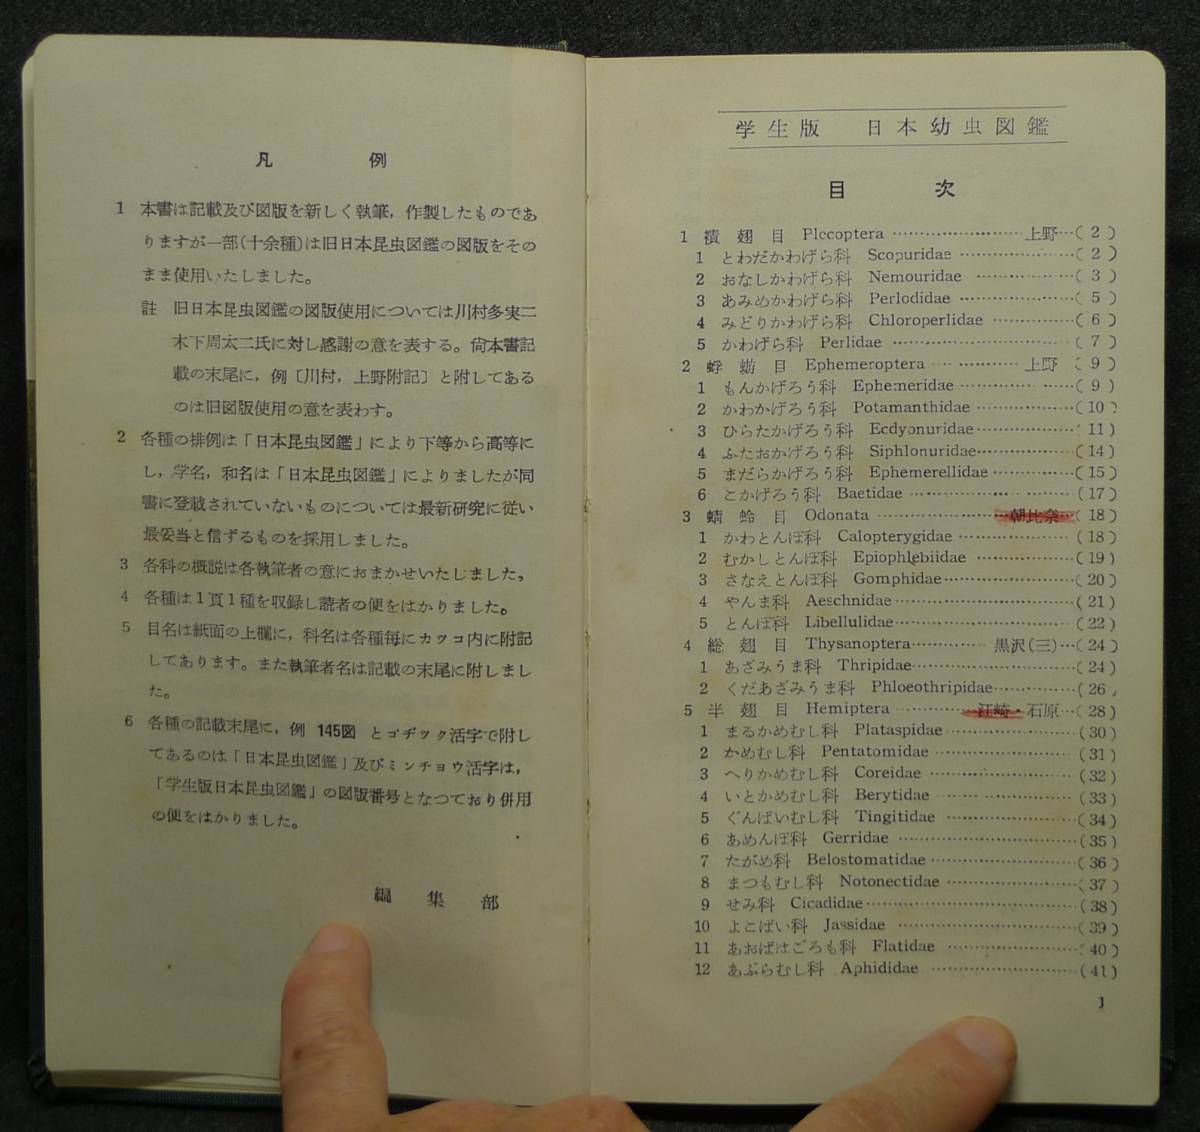 凡 例
1 本書は記載及び図版を新しく執筆，作製したものであ
りますが一部(十余種)は旧日本昆虫図鑑の図版をその
まま使用いたしました。
註 旧日本昆虫図鑑の図版使用については川村多実二
木下周太二氏に対し感謝の意を表する。尙本書記
載の末尾に，例〔川村，上野附記〕と附してある
のは旧図版使用の意を表わす。
2 各種の排例は「日本昆虫図鑑」により下等から高等に
し，学名，和名は「日本昆虫図鑑」によりましたが同
書に登載されていないものについては最新研究に従い
最妥当と信ずるものを採用しました。
3 各科の概説は各執筆者の意におまかせいたしました。
4 各種は1頁1種を収録し読者の便をはかりました。
5 目名は紙面の上欄に，科名は各種毎にカッコ内に附記
してあります。また執筆者名は記載の末尾に附しまし
た。
6 各種の記載末尾に，例 145図 とゴヂック活字で附し
てあるのは「日本昆虫図鑑」及びミンチョウ活字は，
「学生版日本昆虫図鑑」の図版番号となつており併用
の便をはかりました。
編 集 部
学生版 日本幼虫図鑑
目 次
1 積翅目 Plecoptera ………………上野…( 2 )
1 とわだかわげら科 Scopuridae ………………( 2 )
2 おなしかわげら科 Nemouridae ………………( 3 )
3 あみめかわげら科 Perlodidae ………………( 5 )
4 みどりかわげら科 Chloroperlidae …………( 6 )
5 かわげら科 Perlidae ………………………( 7 )
2 蜉蝣目 Ephemeroptera …………上野 ( 9 )
1 もんかげろう科 Ephemeridae ………………( 9 )
2 かわかげろう科 Potamanthidae ……………(10 )
3 ひらたかげろう科 Ecdyonuridae ……………( 11 )
4 ふたおかげろう科 Siphlonuridae……………(14 )
5 まだらかげろう科 Ephemerellidae …………(15 )
6 こかげろう科 Baetidae ……………………(17 )
3 蜻蛉目 Odonata ………………朝比奈…( 18 )
1 かわとんぼ科 Calopterygidae ………………(18 )
2 むかしとんぼ科 Epiophlebiidae ……………(19 )
3 さなえとんぼ科 Gomphidae…………………(20 )
4 やんま科 Aeschnidae ………………………(21 )
5 とんぼ科 Libellulidae ………………………(22 )
4 総翅目 Thysanoptera…………黒沢(三)…(24 )
1 あざみうま科 Thripidae……………………(24 )
2 くだあざみうま科 Phloeothripidae…………(26 )
5 半翅目 Hemiptera …………江崎・石原…(28 )
1 まるかめむし科 Plataspidae ………………(30 )
2 かめむし科 Pentatomidae …………………(31 )
3 へりかめむし科 Coreidae …………………(32 )
4 いとかめむし科 Berytidae …………………(33 )
5 ぐんばいむし科 Tingitidae …………………(34 )
6 あめんぼ科 Gerridae ………………………(35 )
7 たがめ科 Belostomatidae……………………(36 )
8 まつもむし科 Notonectidae …………………(37 )
9 せみ科 Cicadidae……………………………(38 )
10 よこばい科 Jassidae ………………………(39 )
11 あおばはごろも科 Flatidae …………………(40 )
12 あぶらむし科 Aphididae ……………………(41 )
1